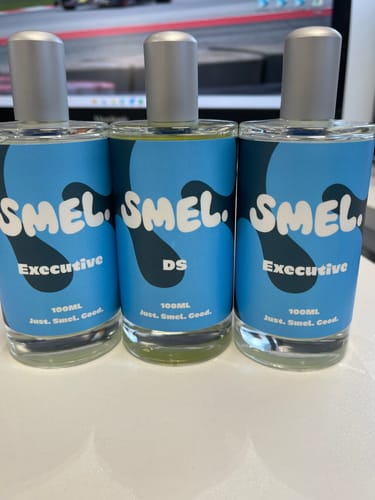 SMEL.
Executive
100ML
Just. Smel. Good.
SMEL.
DS
100ML
Just. Smel. Good.
SMEL.
Executive
100ML
Just. Smel. Good.